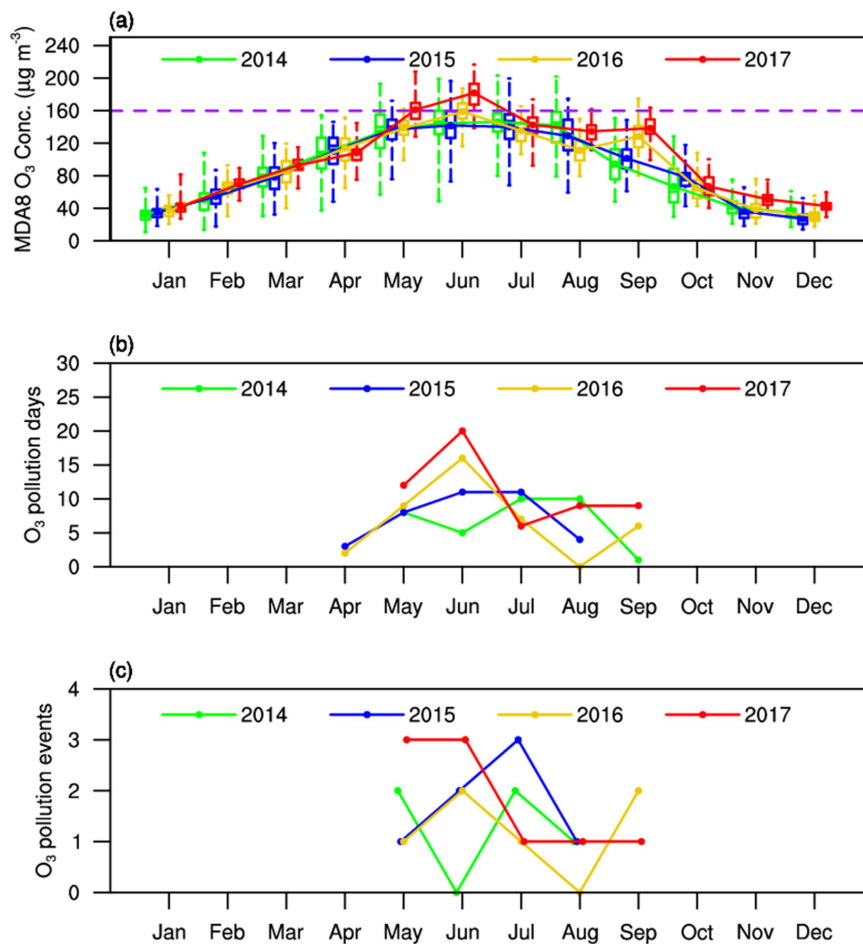 (a)
MDA8 O₃ Conc. (µg m⁻³)
240
200
160
120
80
40
0
2014 2015 2016 2017
Jan Feb Mar Apr May Jun Jul Aug Sep Oct Nov Dec
(b)
O₃ pollution days
30
25
20
15
10
5
0
2014 2015 2016 2017
Jan Feb Mar Apr May Jun Jul Aug Sep Oct Nov Dec
(c)
O₃ pollution events
4
3
2
1
0
2014 2015 2016 2017
Jan Feb Mar Apr May Jun Jul Aug Sep Oct Nov Dec